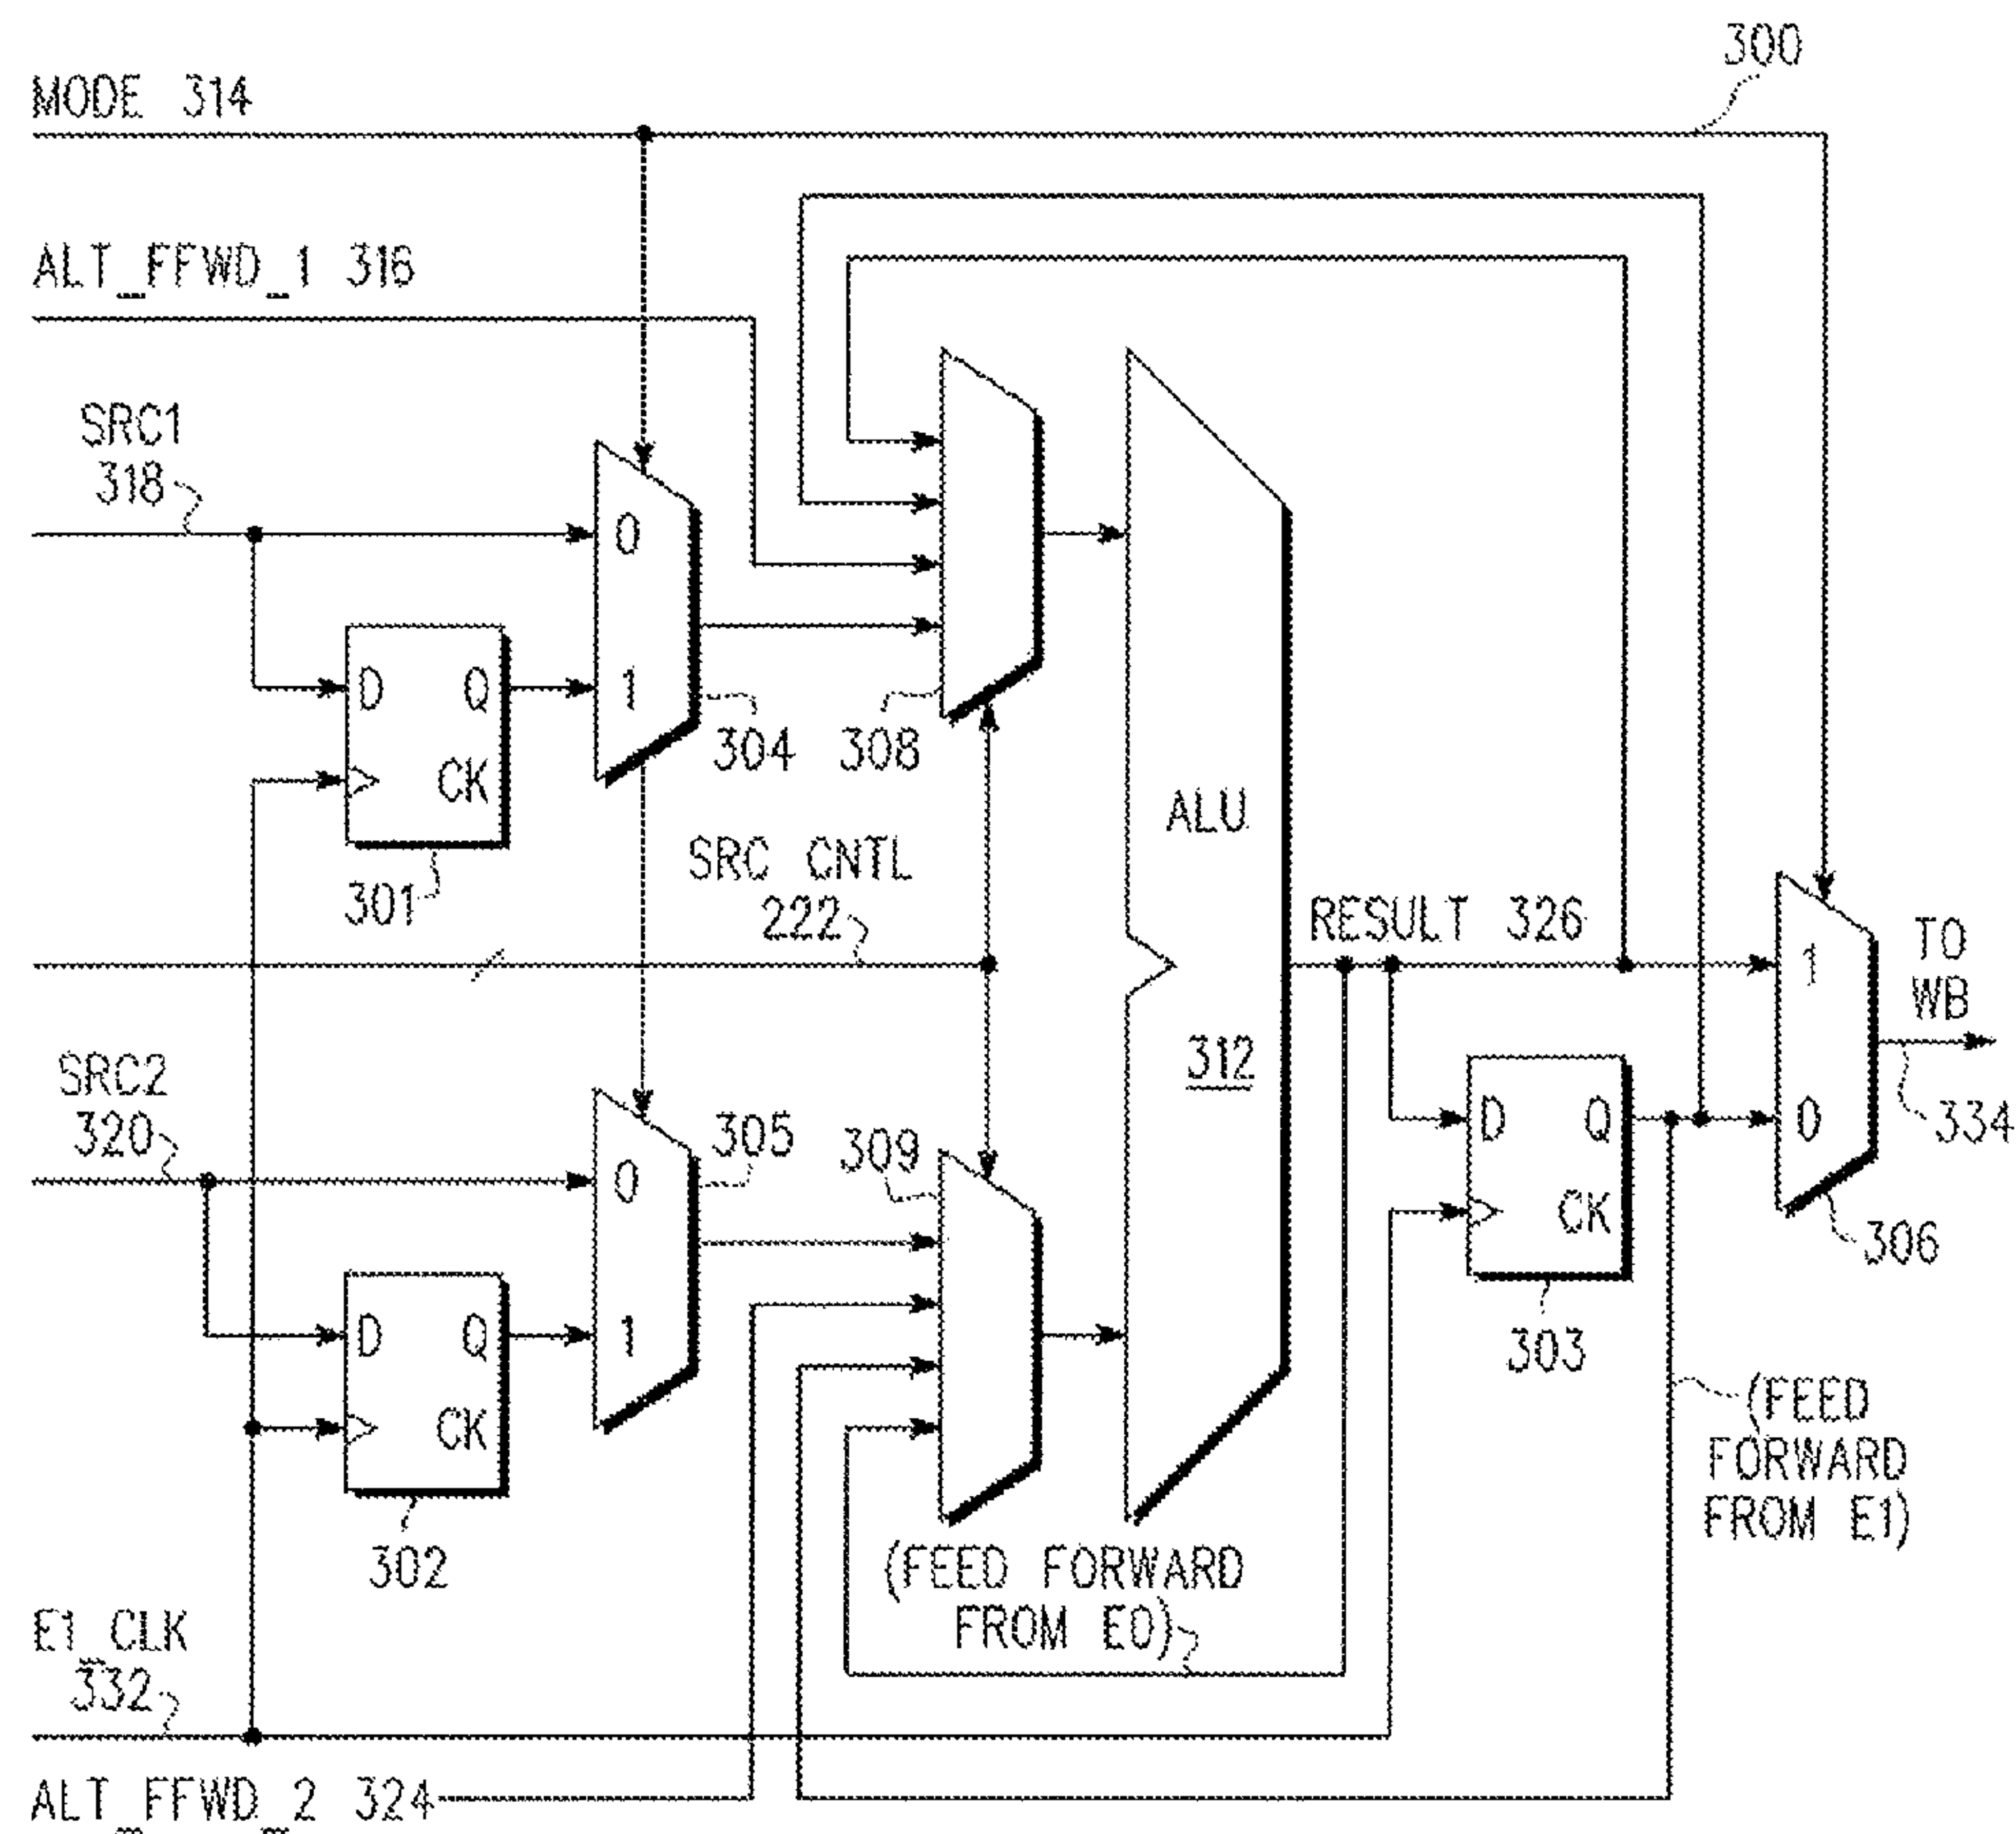 300
MODE 314
ALT_FFWD_1 316
SRC1
318
0
D Q
1
CK
304
308
301
ALU
SRC CNTL
222
RESULT 326
1
TO
WB
312
SRC2
320
305
309
0
D Q
0
334
CK
306
D Q
1
CK
303
302
(FEED
FORWARD
FROM E1)
(FEED FORWARD
FROM E0)
E1_CLK
332
ALT_FFWD_2 324